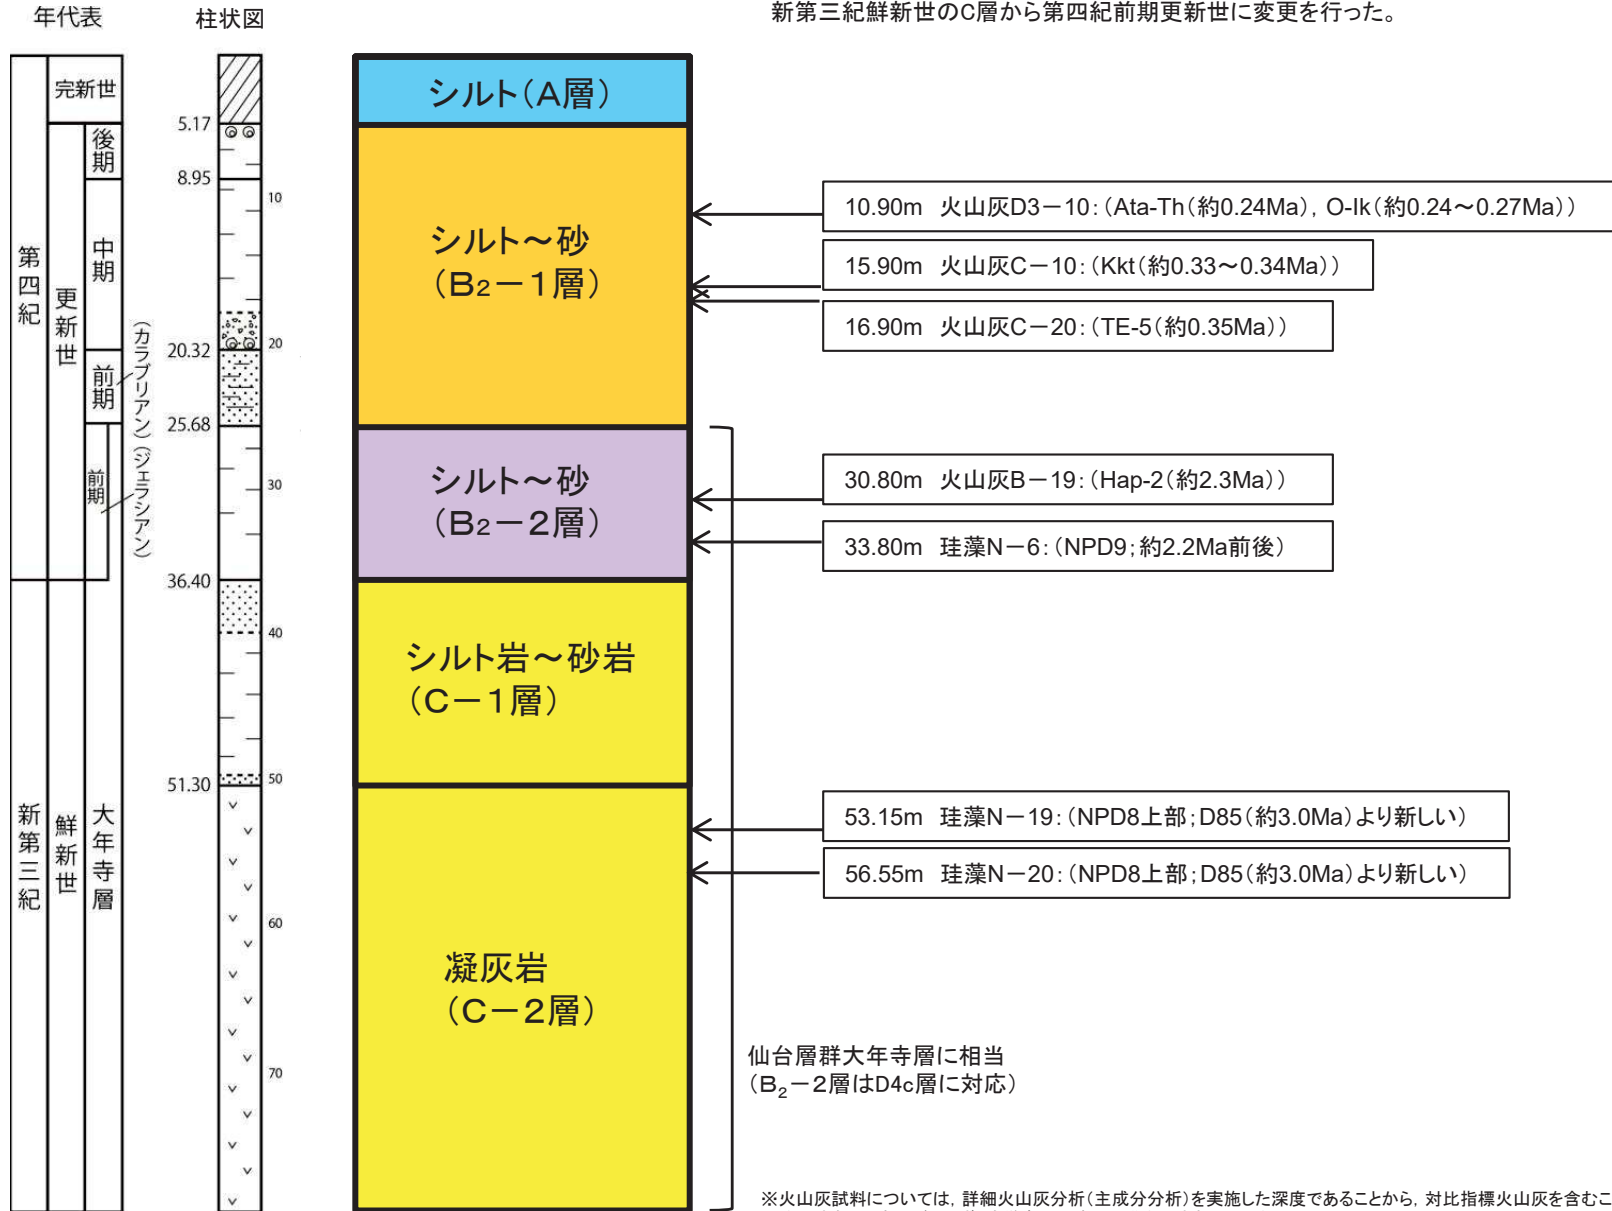 新第三紀鮮新世のC層から第四紀前期更新世に変更を行った。
年代表
柱状図
第四紀
完新世
更新世
後期
中期
前期
(カラブリアン)
前期
(ジェラシアン)
新第三紀
鮮新世
大年寺層
5.17
8.95
20.32
25.68
36.40
51.30
10
20
30
40
50
60
70
シルト(A層)
シルト～砂
(B2－1層)
シルト～砂
(B2－2層)
シルト岩～砂岩
(C－1層)
凝灰岩
(C－2層)
10.90m 火山灰D3－10:(Ata-Th(約0.24Ma), O-Ik(約0.24～0.27Ma))
15.90m 火山灰C－10:(Kkt(約0.33～0.34Ma))
16.90m 火山灰C－20:(TE-5(約0.35Ma))
30.80m 火山灰B－19:(Hap-2(約2.3Ma))
33.80m 珪藻N－6:(NPD9;約2.2Ma前後)
53.15m 珪藻N－19:(NPD8上部;D85(約3.0Ma)より新しい)
56.55m 珪藻N－20:(NPD8上部;D85(約3.0Ma)より新しい)
仙台層群大年寺層に相当
(B2－2層はD4c層に対応)
※火山灰試料については, 詳細火山灰分析(主成分分析)を実施した深度であることから, 対比指標火山灰を含むこ